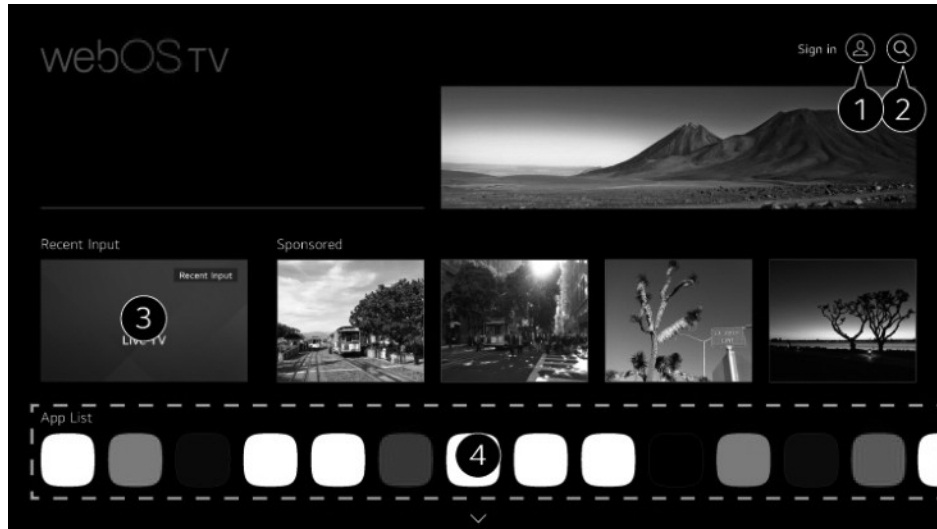 webOS TV
Sign in
1 2
Recent Input
Sponsored
Recent Input
3
LIVE TV
App List
4